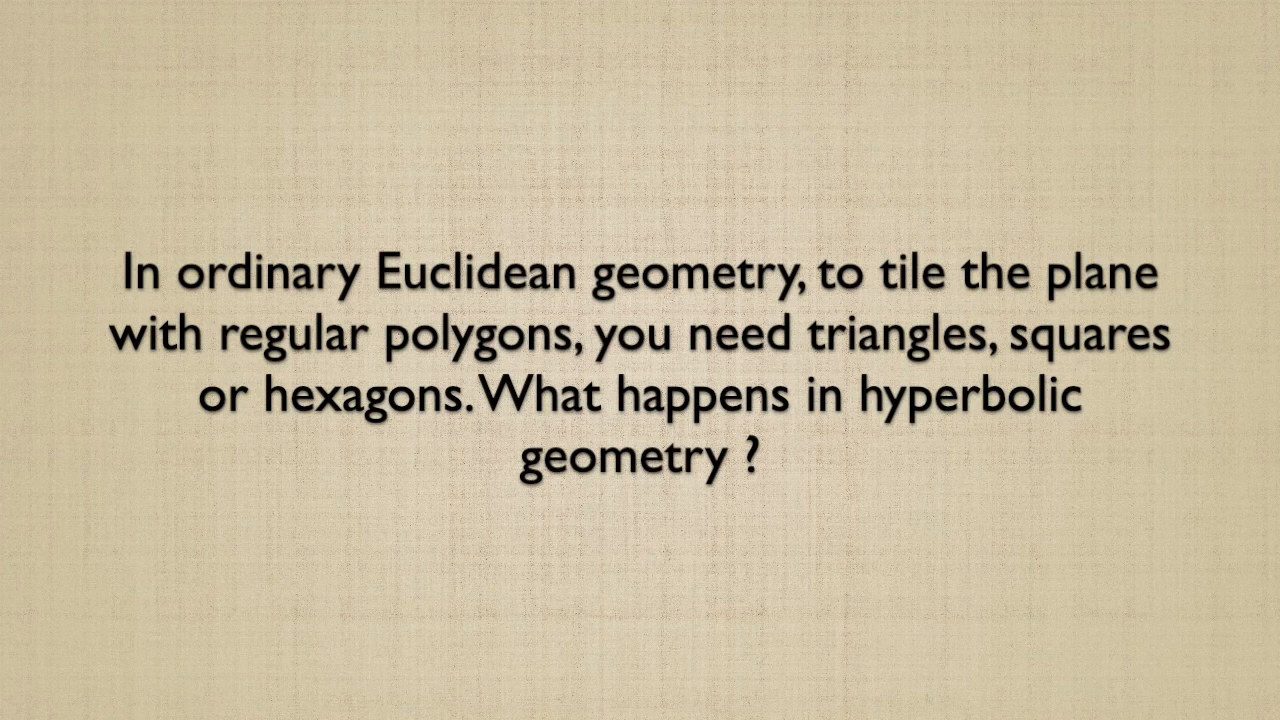 In ordinary Euclidean geometry, to tile the plane
with regular polygons, you need triangles, squares
or hexagons. What happens in hyperbolic
geometry ?